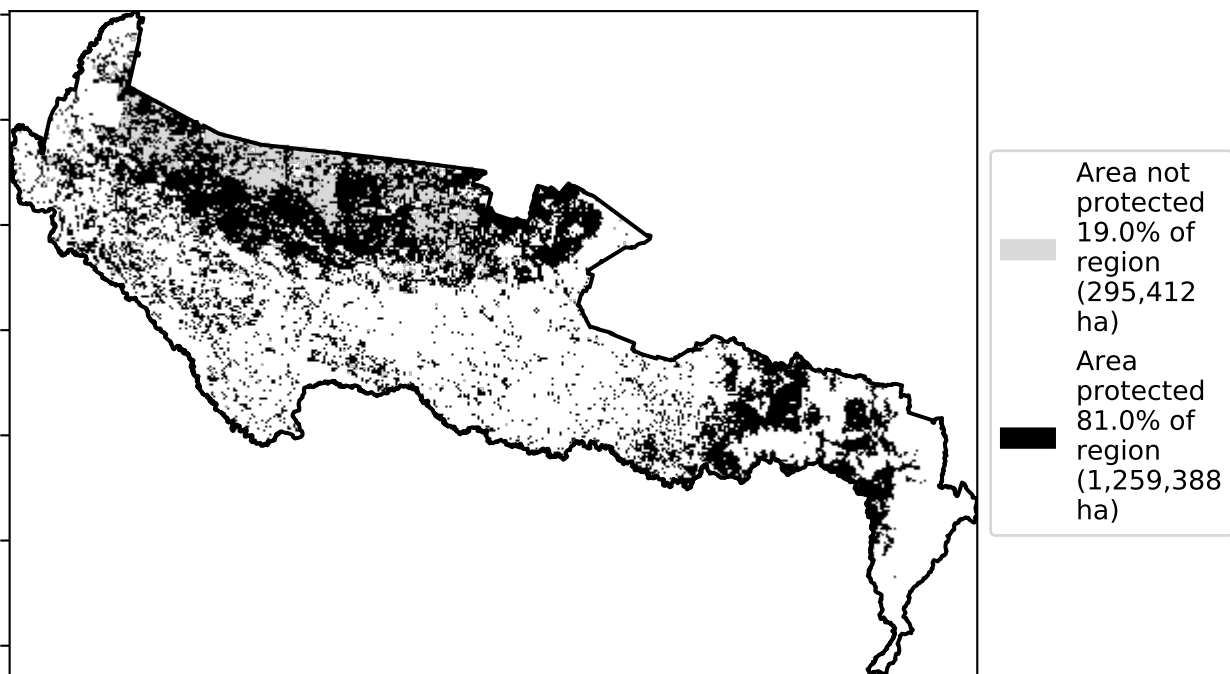 Area not
protected
19.0% of
region
(295,412
ha)
Area
protected
81.0% of
region
(1,259,388
ha)